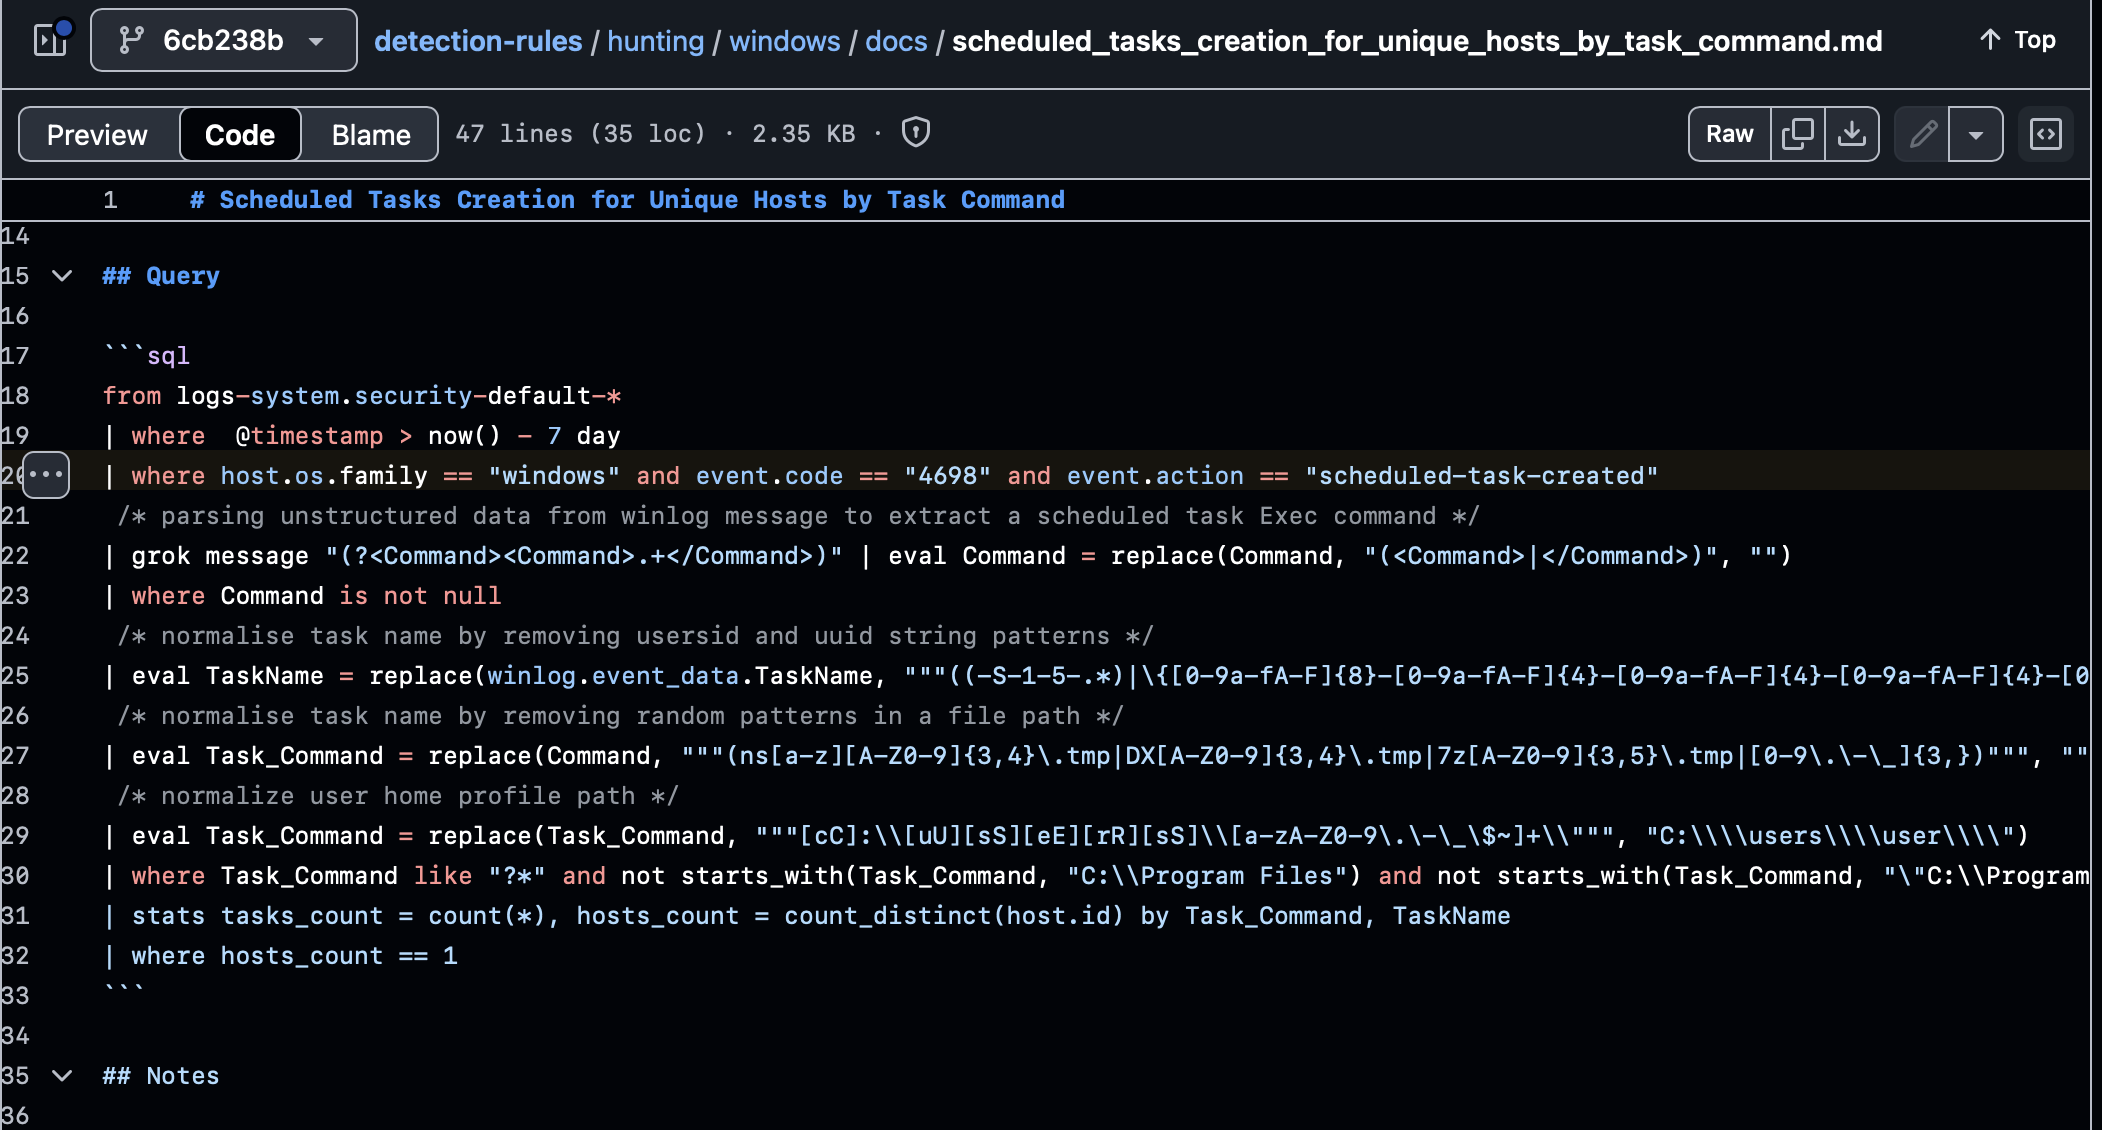 6cb238b detection-rules / hunting / windows / docs / scheduled_tasks_creation_for_unique_hosts_by_task_command.md ↑ Top
Preview Code Blame 47 lines (35 loc) · 2.35 KB · Raw
1 # Scheduled Tasks Creation for Unique Hosts by Task Command
14
15 ## Query
16
17 ```sql
18 from logs-system.security-default-*
19 | where  @timestamp > now() - 7 day
20 | where host.os.family == "windows" and event.code == "4698" and event.action == "scheduled-task-created"
21  /* parsing unstructured data from winlog message to extract a scheduled task Exec command */
22 | grok message "(?<Command><Command>.+</Command>)" | eval Command = replace(Command, "(<Command>|</Command>)", "")
23 | where Command is not null
24  /* normalise task name by removing usersid and uuid string patterns */
25 | eval TaskName = replace(winlog.event_data.TaskName, """((-S-1-5-.*)|\{[0-9a-fA-F]{8}-[0-9a-fA-F]{4}-[0-9a-fA-F]{4}-[0-9a-fA-F]{4}-[0
26  /* normalise task name by removing random patterns in a file path */
27 | eval Task_Command = replace(Command, """(ns[a-z][A-Z0-9]{3,4}\.tmp|DX[A-Z0-9]{3,4}\.tmp|7z[A-Z0-9]{3,5}\.tmp|[0-9\.\-\_]{3,})""", ""
28  /* normalize user home profile path */
29 | eval Task_Command = replace(Task_Command, """[cC]:\\[uU][sS][eE][rR][sS]\\[a-zA-Z0-9\.\-\_\$~]+\\""", "C:\\\\users\\\\user\\\\")
30 | where Task_Command like "?*" and not starts_with(Task_Command, "C:\\Program Files") and not starts_with(Task_Command, "\"C:\\Program
31 | stats tasks_count = count(*), hosts_count = count_distinct(host.id) by Task_Command, TaskName
32 | where hosts_count == 1
33 ```
34
35 ## Notes
36